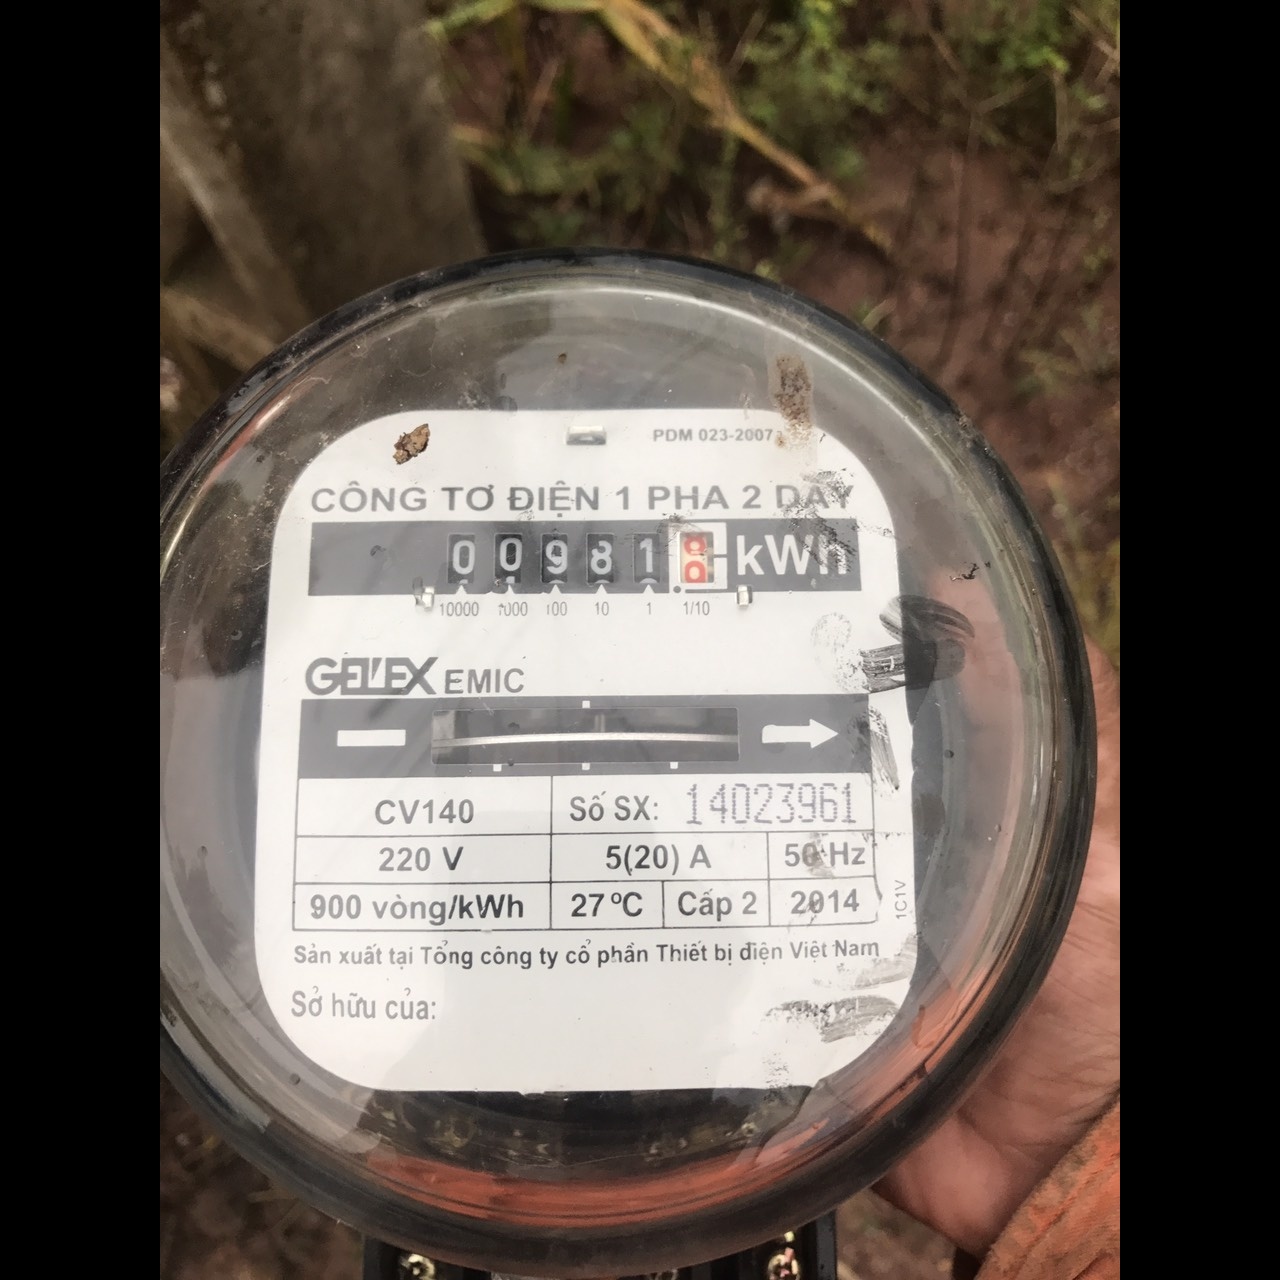 PDM 023-2007
CÔNG TƠ ĐIỆN 1 PHA 2 DÂY
0 0 9 8 1 kWh
10000 1000 100 10 1 1/10
GELEX EMIC
CV140 Số SX: 14023961
220 V 5(20) A 50 Hz
900 vòng/kWh 27 ºC Cấp 2 2014
1C1V
Sản xuất tại Tổng công ty cổ phần Thiết bị điện Việt Nam
Sở hữu của: